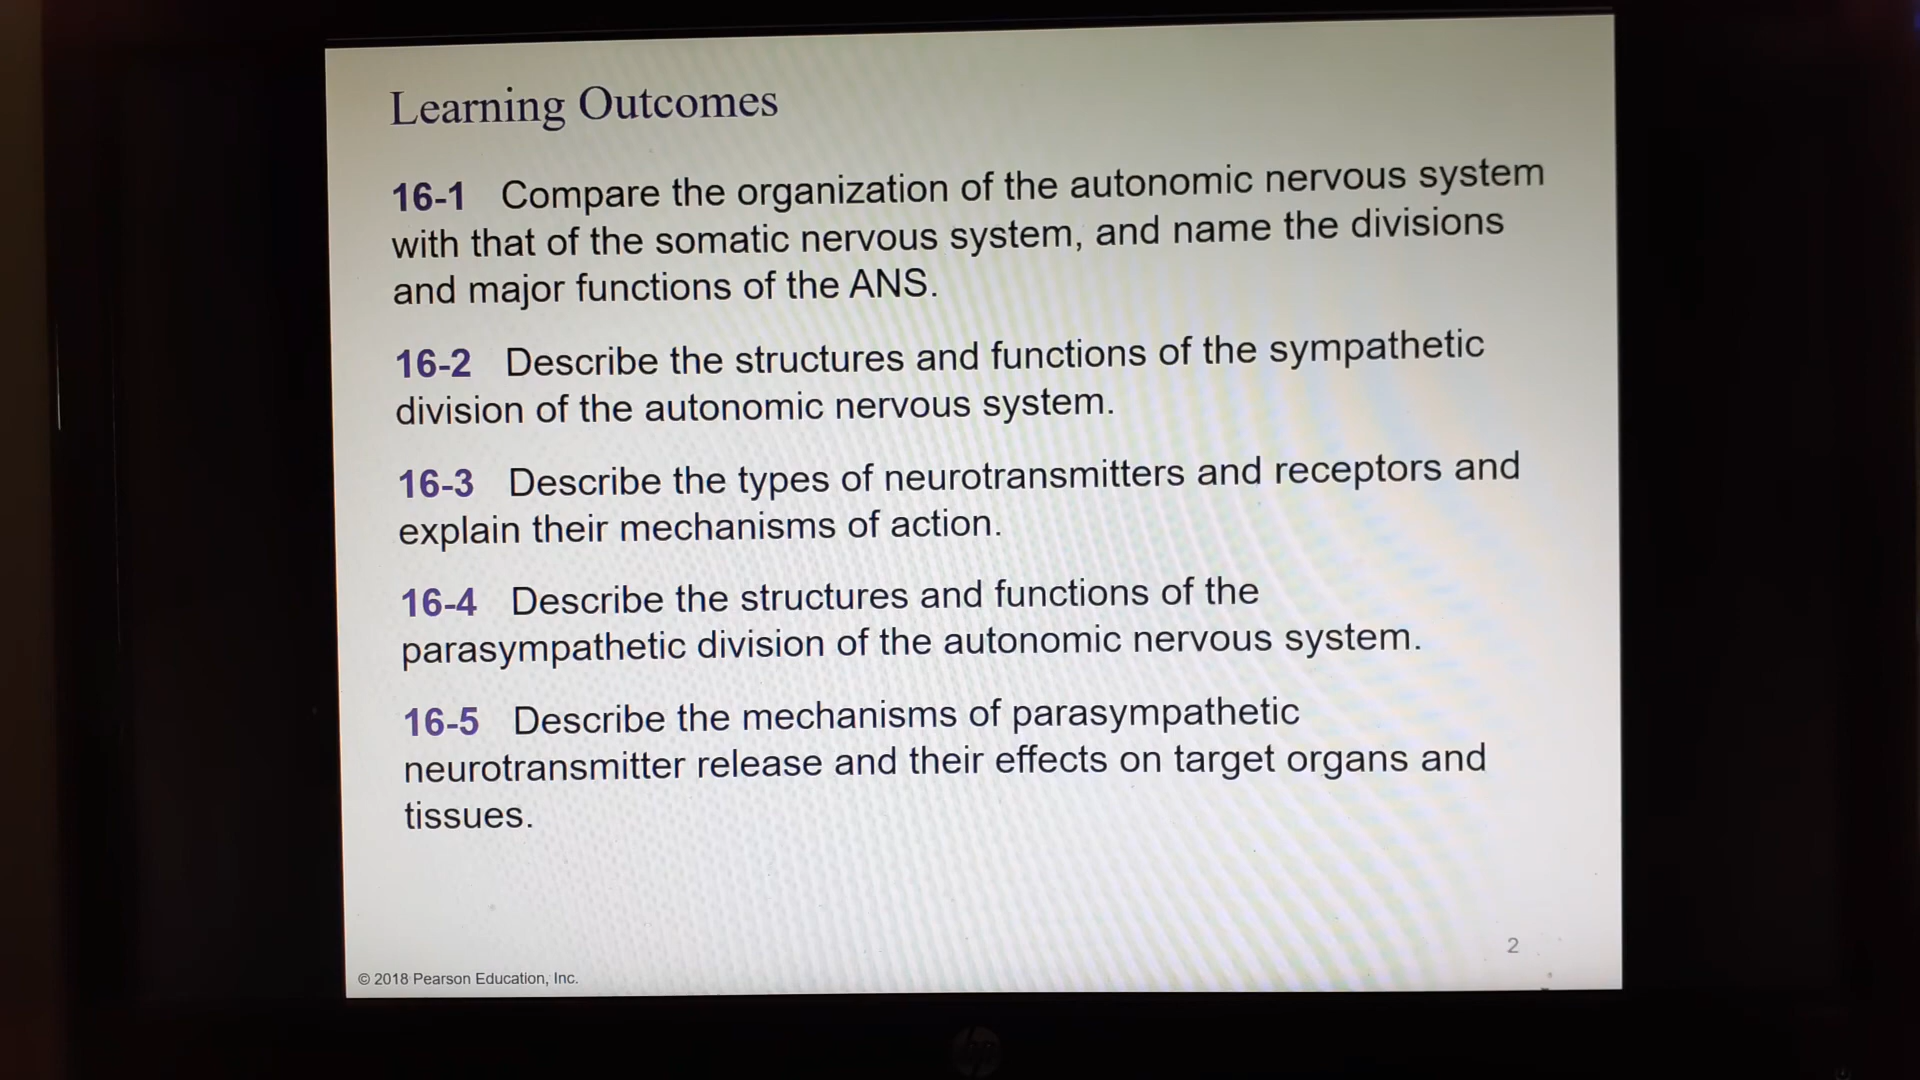 Learning Outcomes
16-1 Compare the organization of the autonomic nervous system
with that of the somatic nervous system, and name the divisions
and major functions of the ANS.
16-2 Describe the structures and functions of the sympathetic
division of the autonomic nervous system.
16-3 Describe the types of neurotransmitters and receptors and
explain their mechanisms of action.
16-4 Describe the structures and functions of the
parasympathetic division of the autonomic nervous system.
16-5 Describe the mechanisms of parasympathetic
neurotransmitter release and their effects on target organs and
tissues.
2
© 2018 Pearson Education, Inc.
hp